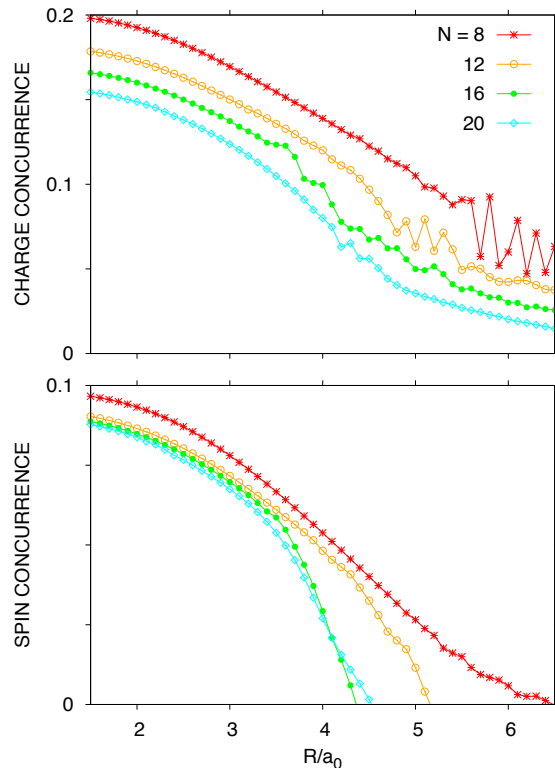 0.2
N = 8
12
16
20
0.1
CHARGE CONCURRENCE
0
0.1
SPIN CONCURRENCE
0
2 3 4 5 6
R/a0